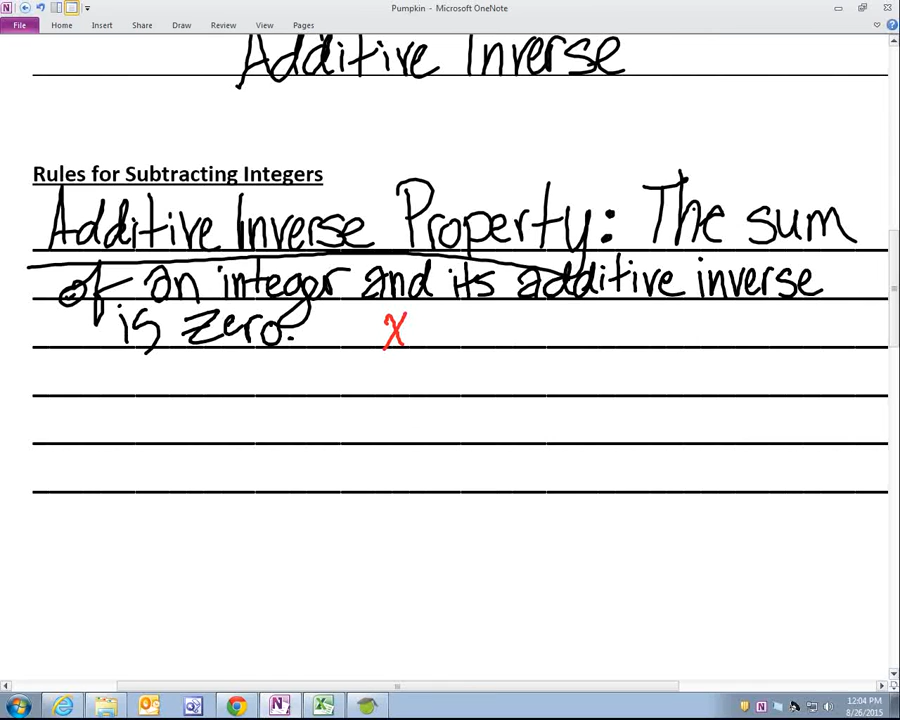 Pumpkin - Microsoft OneNote
File Home Insert Share Draw Review View Pages
Additive Inverse
Rules for Subtracting Integers
Additive Inverse Property: The sum
of an integer and its additive inverse
is zero. X
12:04 PM
8/26/2015